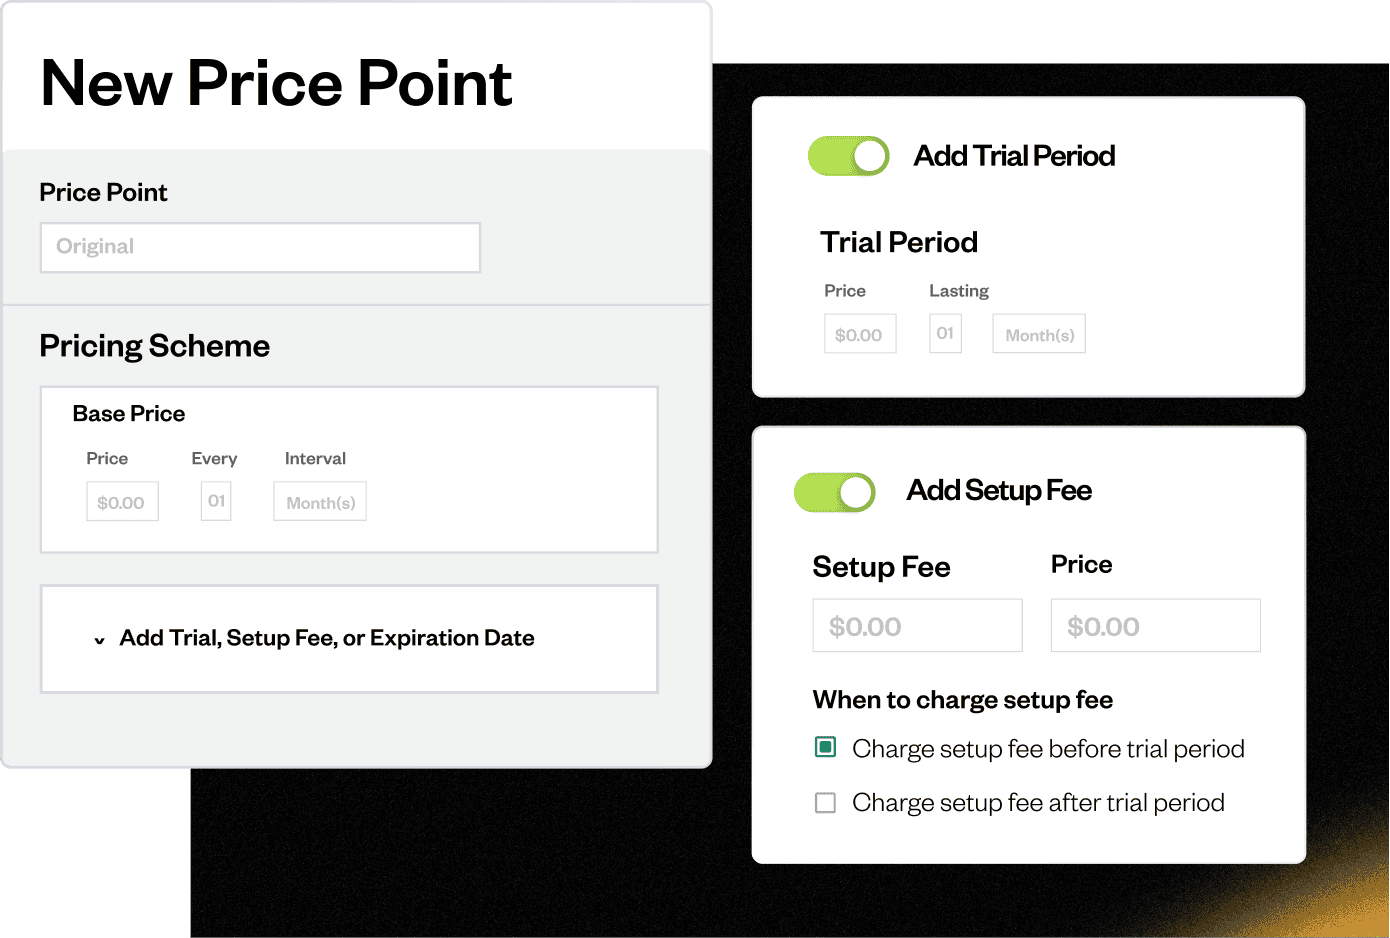 New Price Point
Price Point
Original
Pricing Scheme
Base Price
Price Every Interval
$0.00 01 Month(s)
Add Trial, Setup Fee, or Expiration Date
Add Trial Period
Trial Period
Price Lasting
$0.00 01 Month(s)
Add Setup Fee
Setup Fee Price
$0.00 $0.00
When to charge setup fee
Charge setup fee before trial period
Charge setup fee after trial period